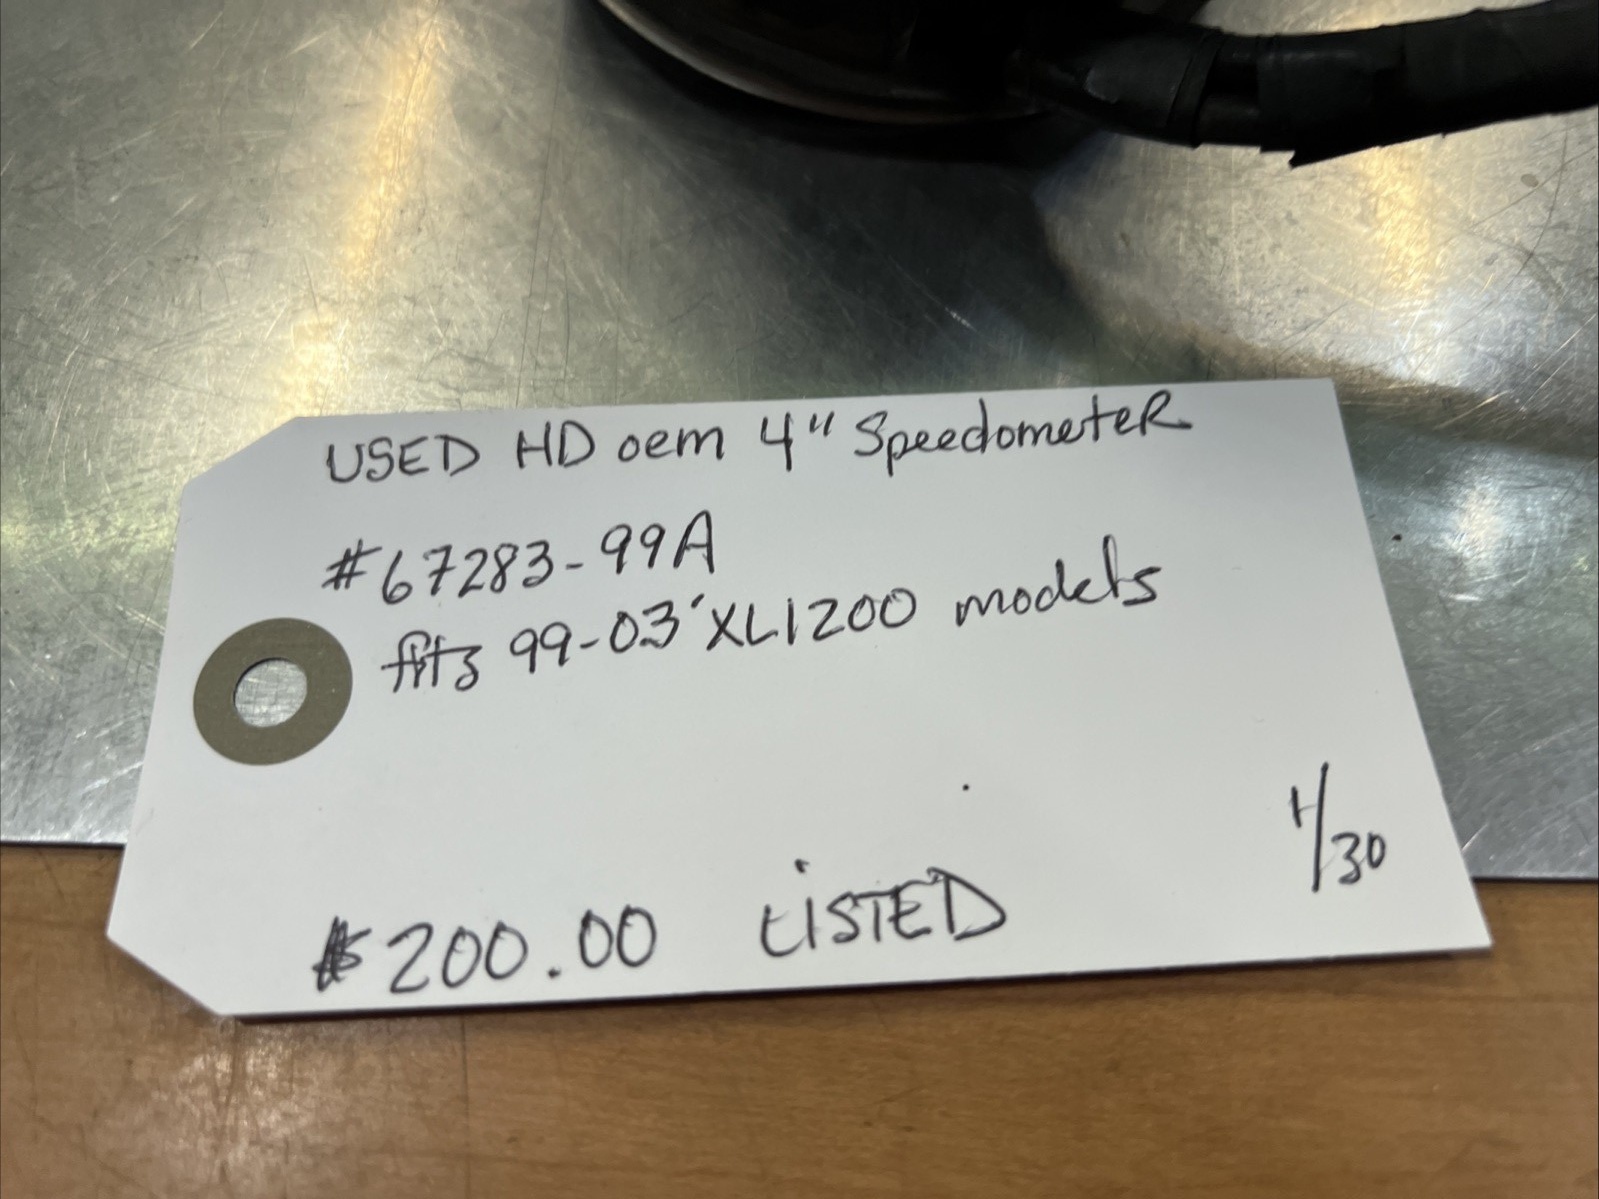 USED HD oem 4" SpeedometeR
#67283-99A
fits 99-03' XL1200 models
1/30
$200.00 LiSTED